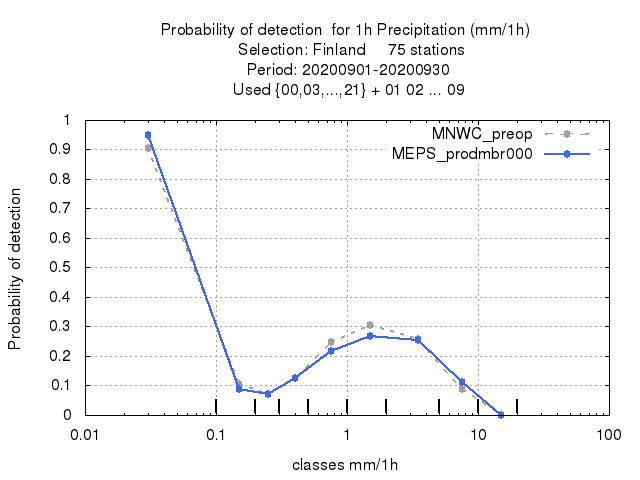 Probability of detection  for 1h Precipitation (mm/1h)
Selection: Finland     75 stations
Period: 20200901-20200930
Used {00,03,...,21} + 01 02 ... 09
MNWC_preop
MEPS_prodmbr000
Probability of detection
1
0.9
0.8
0.7
0.6
0.5
0.4
0.3
0.2
0.1
0
0.01 0.1 1 10 100
classes mm/1h